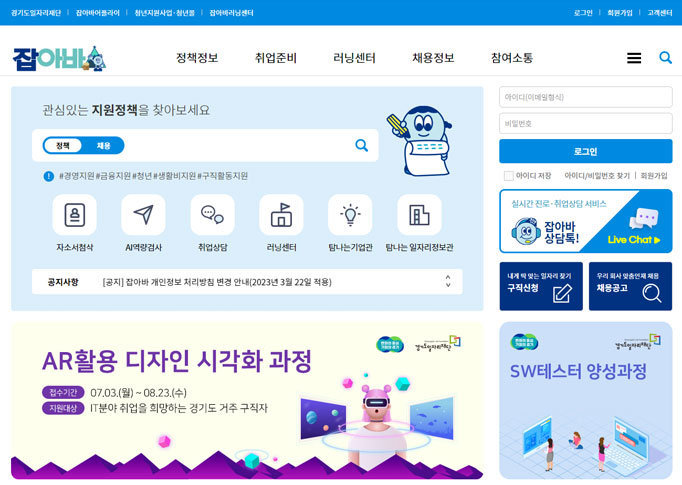 경기도일자리재단 잡아바어플라이 청년지원사업·청년몰 잡아바러닝센터 로그인 회원가입 고객센터
잡아바 정책정보 취업준비 러닝센터 채용정보 참여소통
관심있는 지원정책을 찾아보세요
정책 채용
#경영지원 #금융지원 #청년 #생활비지원 #구직활동지원
자소서첨삭 AI역량검사 취업상담 러닝센터 탐나는기업관 탐나는 일자리정보관
공지사항 [공지] 잡아바 개인정보 처리방침 변경 안내(2023년 3월 22일 적용)
아이디(이메일형식)
비밀번호
로그인
아이디 저장 아이디/비밀번호 찾기 | 회원가입
실시간 진로·취업상담 서비스
잡아바
상담톡!
Live Chat
내게 딱 맞는 일자리 찾기
구직신청
우리 회사 맞춤인재 채용
채용공고
경기도일자리재단
AR활용 디자인 시각화 과정
접수기간 07.03.(월) ~ 08.23.(수)
지원대상 IT분야 취업을 희망하는 경기도 거주 구직자
경기도일자리재단
SW테스터 양성과정